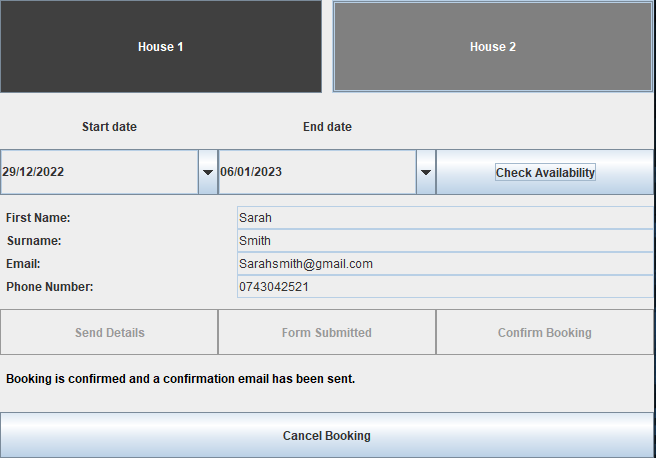 House 1 House 2
Start date End date
29/12/2022 06/01/2023 Check Availability
First Name: Sarah
Surname: Smith
Email: Sarahsmith@gmail.com
Phone Number: 0743042521
Send Details Form Submitted Confirm Booking
Booking is confirmed and a confirmation email has been sent.
Cancel Booking